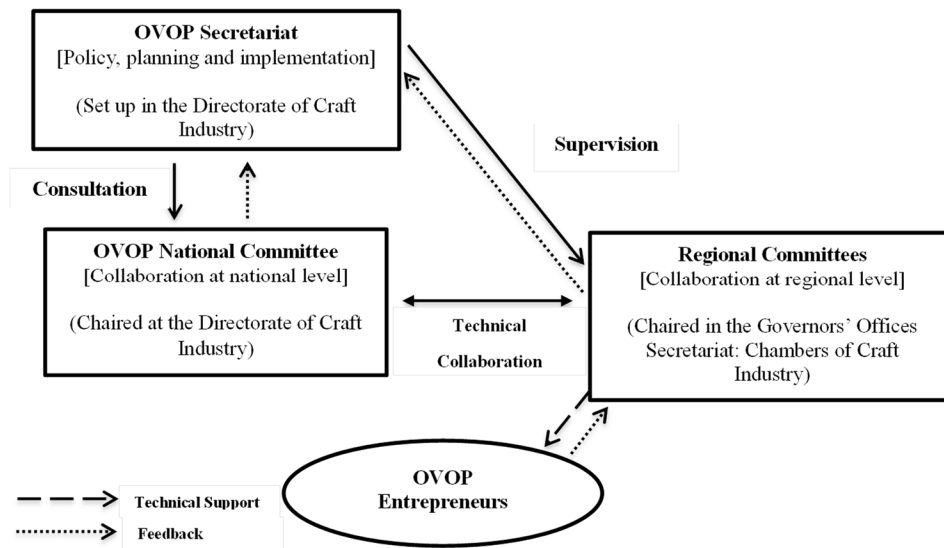 OVOP Secretariat
[Policy, planning and implementation]
(Set up in the Directorate of Craft
Industry)
Supervision
Consultation
OVOP National Committee
[Collaboration at national level]
(Chaired at the Directorate of Craft
Industry)
Technical
Collaboration
Regional Committees
[Collaboration at regional level]
(Chaired in the Governors’ Offices
Secretariat: Chambers of Craft
Industry)
OVOP
Entrepreneurs
Technical Support
Feedback